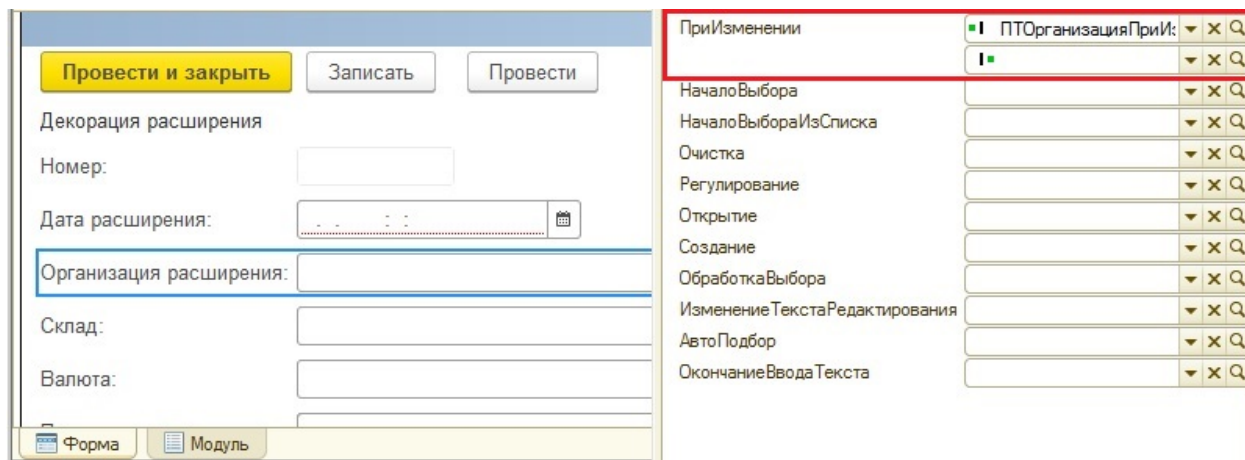 Провести и закрыть
Записать
Провести
Декорация расширения
Номер:
Дата расширения:
Организация расширения:
Склад:
Валюта:
Форма
Модуль
ПриИзменении
ПТОрганизацияПриИ
НачалоВыбора
НачалоВыбораИзСписка
Очистка
Регулирование
Открытие
Создание
ОбработкаВыбора
ИзменениеТекстаРедактирования
АвтоПодбор
ОкончаниеВводаТекста